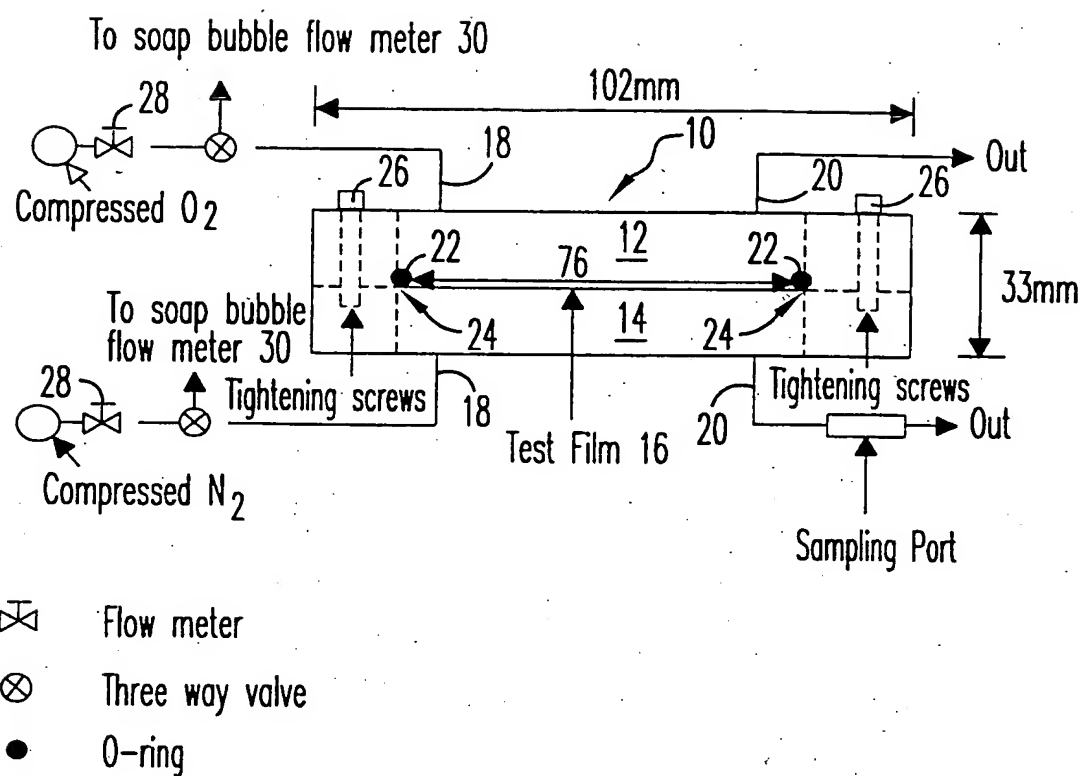 To soap bubble flow meter 30
28
102mm
10
18
26
20
Out
26
Compressed O2
22
12
22
76
33mm
To soap bubble
flow meter 30
24
14
24
28
Tightening screws
18
Tightening screws
20
Out
Test Film 16
Compressed N2
Sampling Port
Flow meter
Three way valve
O-ring